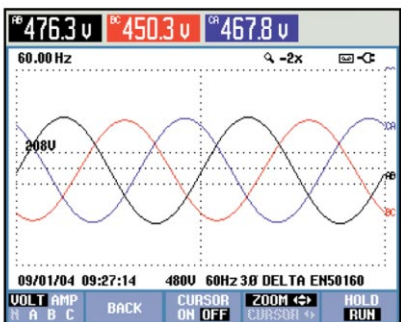 AB 476.3 V BC 450.3 V CA 467.8 V
60.00 Hz -2x
CA
208V
AB
BC
09/01/04 09:27:14 480V 60Hz 3Ø DELTA EN50160
VOLT AMP
N A B C
BACK
CURSOR
ON OFF
ZOOM
CURSOR
HOLD
RUN